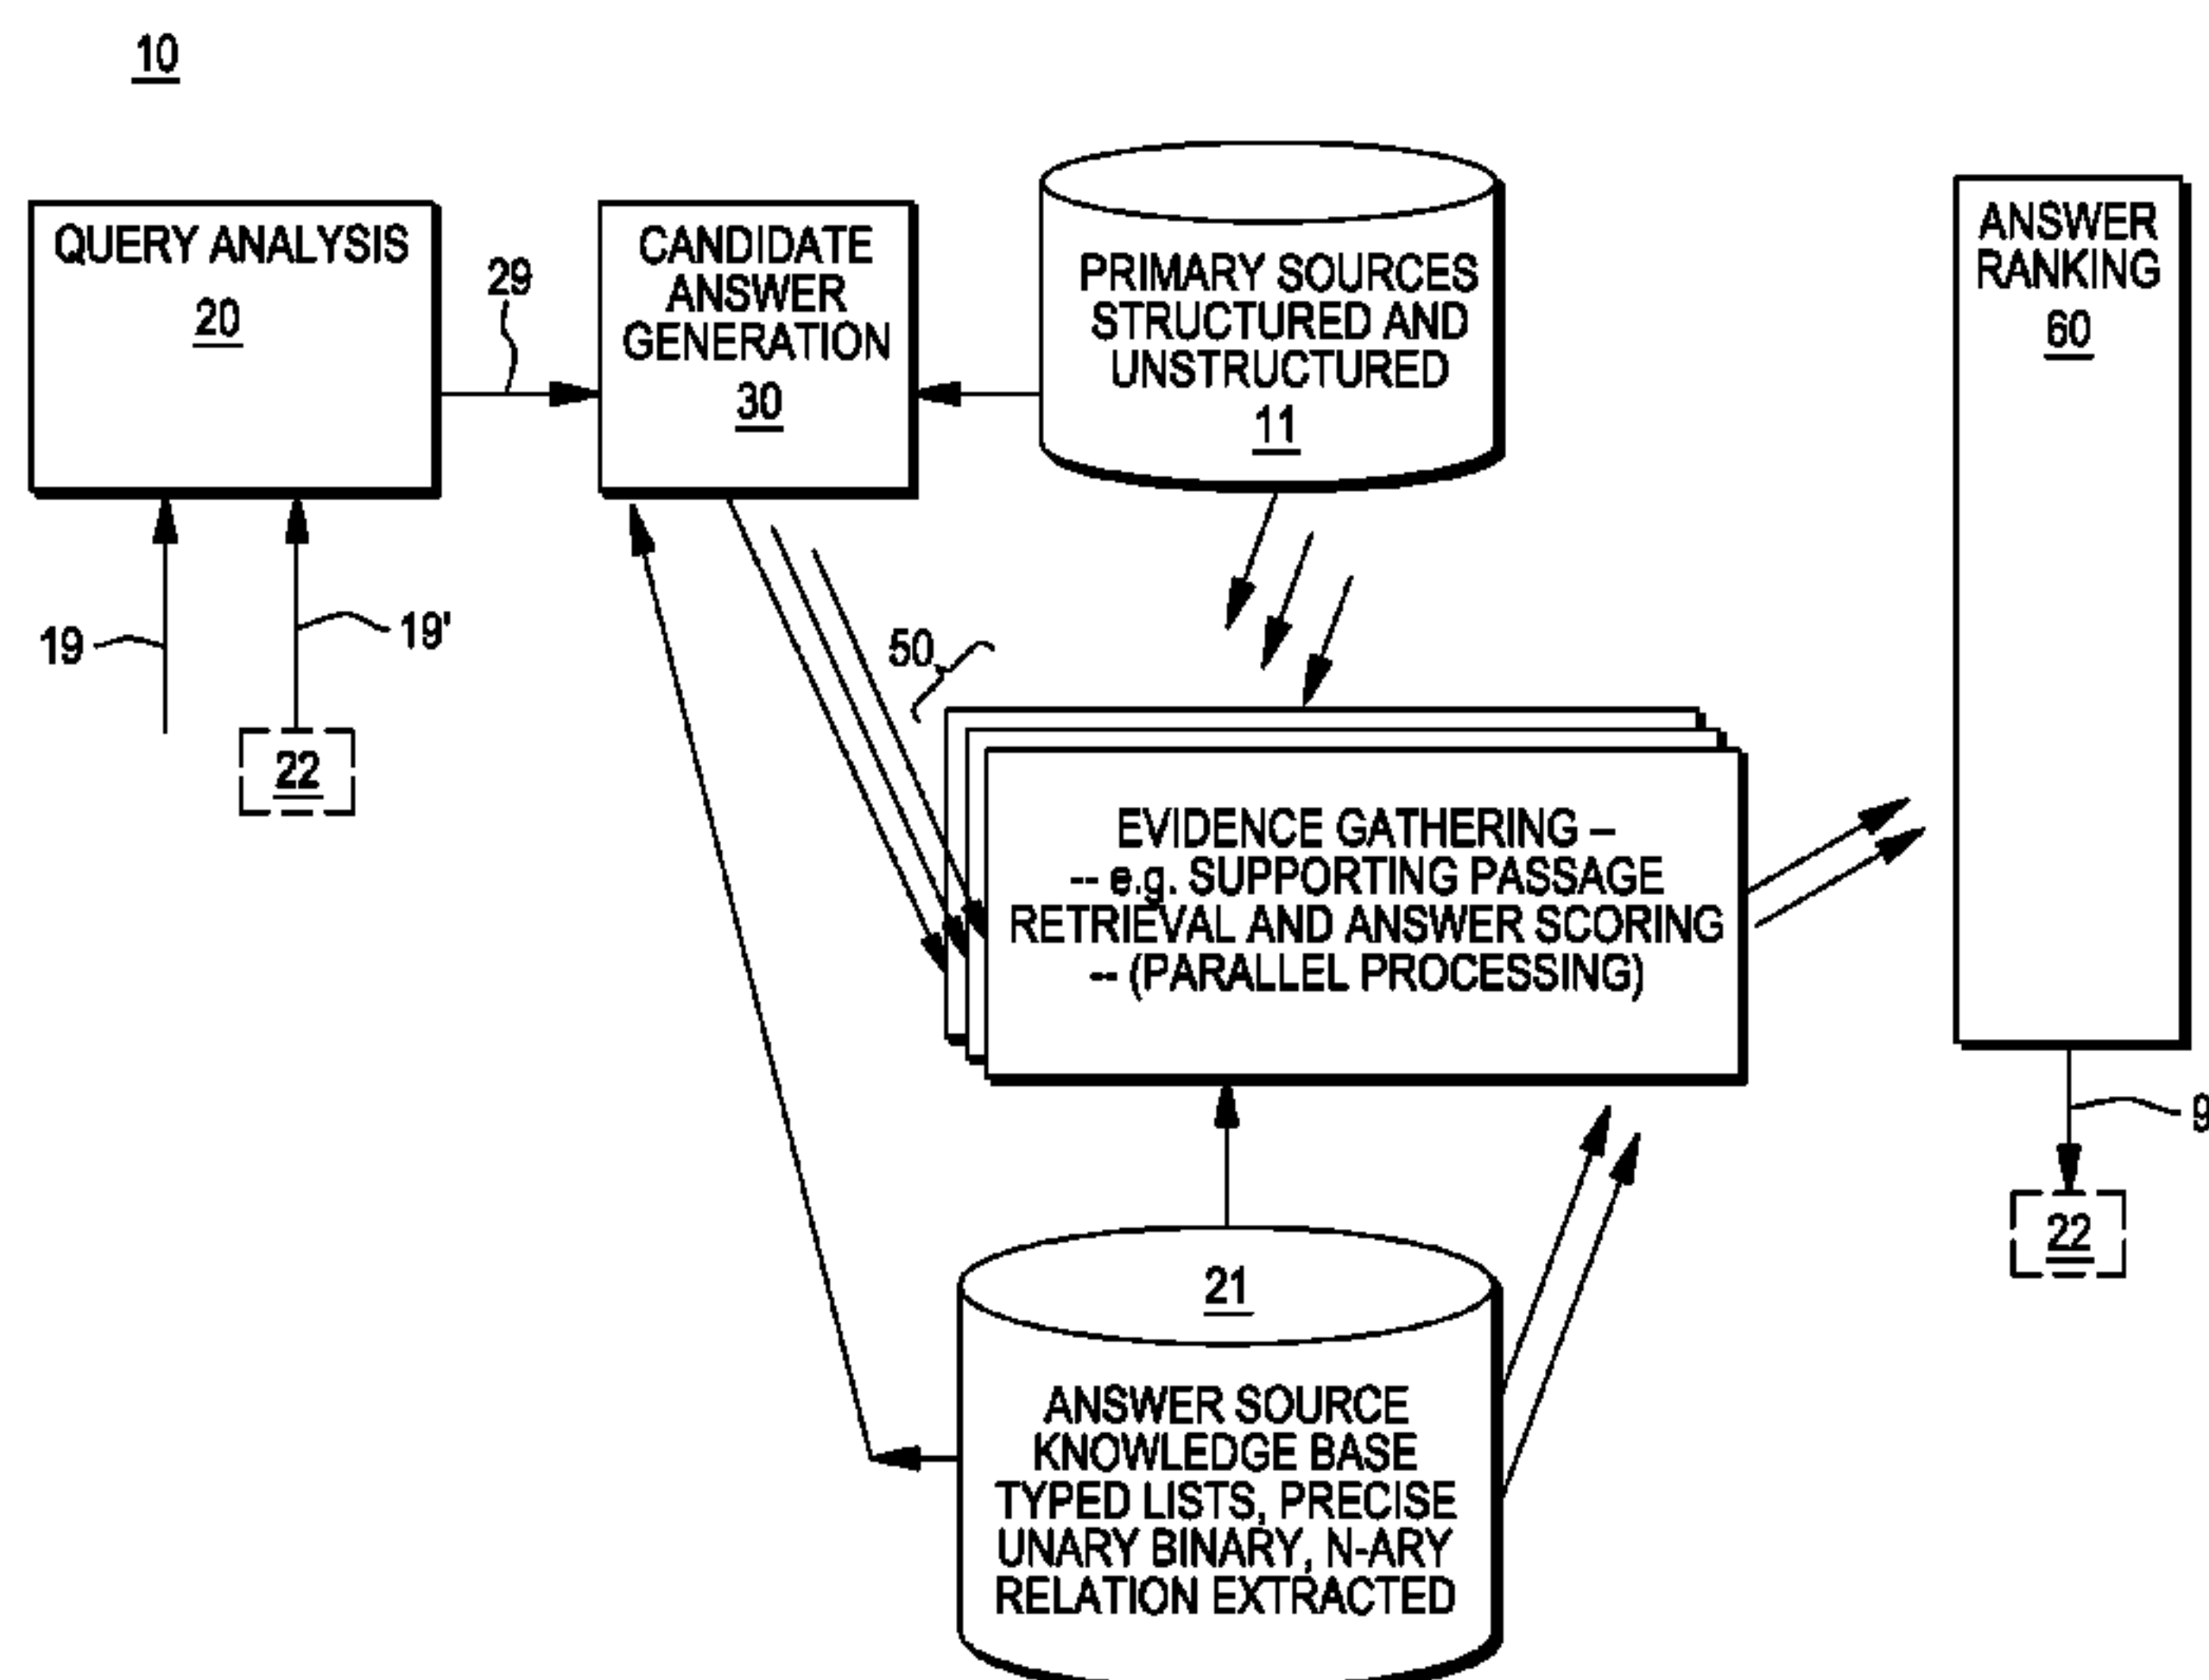 10
QUERY ANALYSIS
20
29
CANDIDATE
ANSWER
GENERATION
30
PRIMARY SOURCES
STRUCTURED AND
UNSTRUCTURED
11
ANSWER
RANKING
60
19
19'
22
50
EVIDENCE GATHERING –
-- e.g. SUPPORTING PASSAGE
RETRIEVAL AND ANSWER SCORING
-- (PARALLEL PROCESSING)
9
22
21
ANSWER SOURCE
KNOWLEDGE BASE
TYPED LISTS, PRECISE
UNARY BINARY, N-ARY
RELATION EXTRACTED